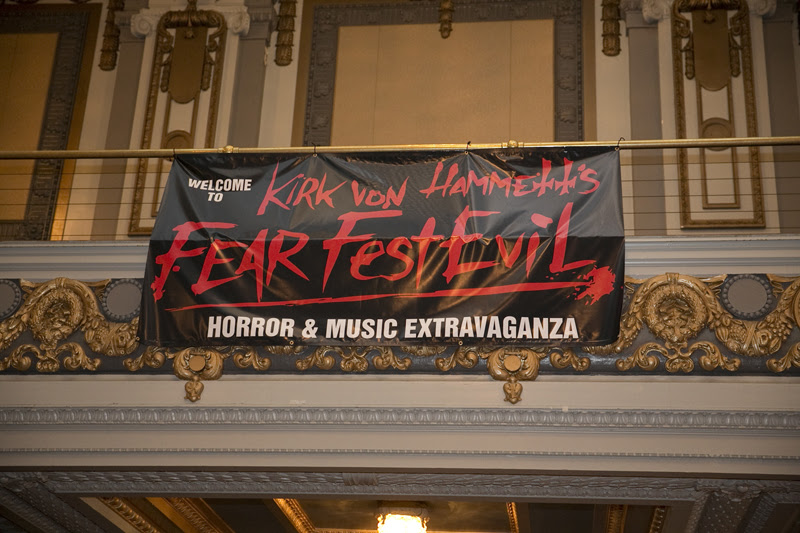 WELCOME
TO
KiRK VON HAMMEtt's
FEAR FestEviL
HORROR & MUSIC EXTRAVAGANZA